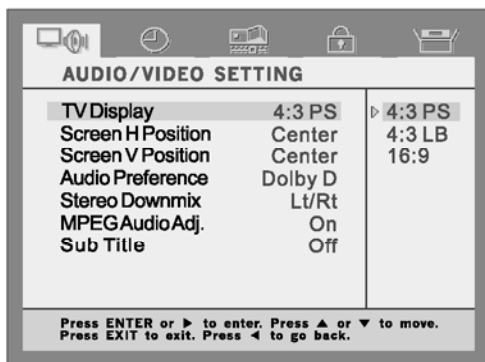 AUDIO/VIDEO SETTING
TV Display 4:3 PS ▷ 4:3 PS
Screen H Position Center 4:3 LB
Screen V Position Center 16:9
Audio Preference Dolby D
Stereo Downmix Lt/Rt
MPEG Audio Adj. On
Sub Title Off
Press ENTER or ▶ to enter. Press ▲ or ▼ to move.
Press EXIT to exit. Press ◀ to go back.